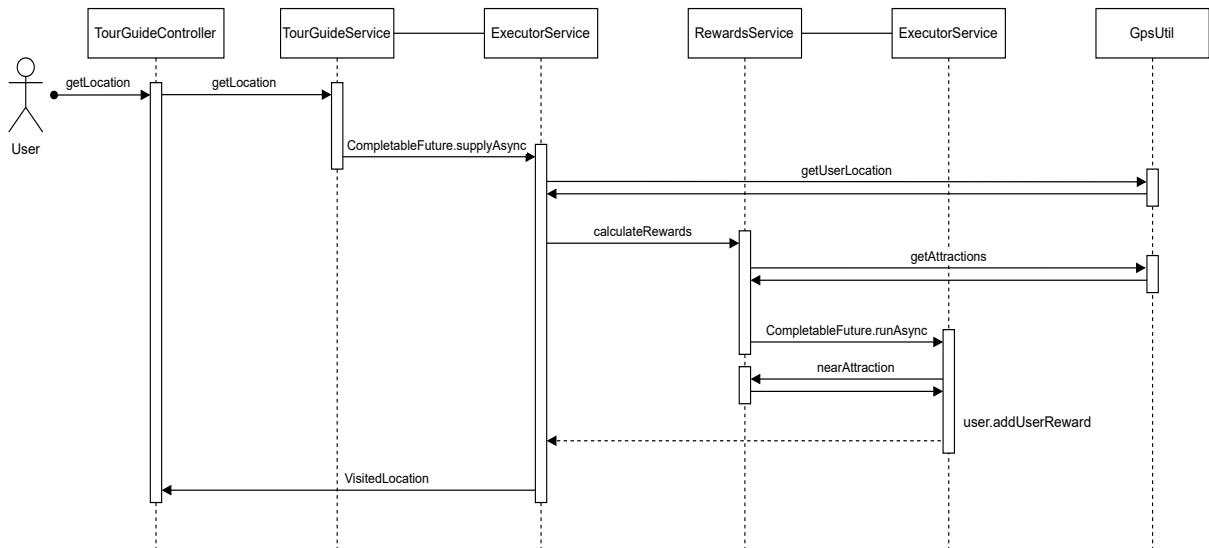 TourGuideController
TourGuideService
ExecutorService
RewardsService
ExecutorService
GpsUtil
getLocation
getLocation
User
CompletableFuture.supplyAsync
getUserLocation
calculateRewards
getAttractions
CompletableFuture.runAsync
nearAttraction
user.addUserReward
VisitedLocation